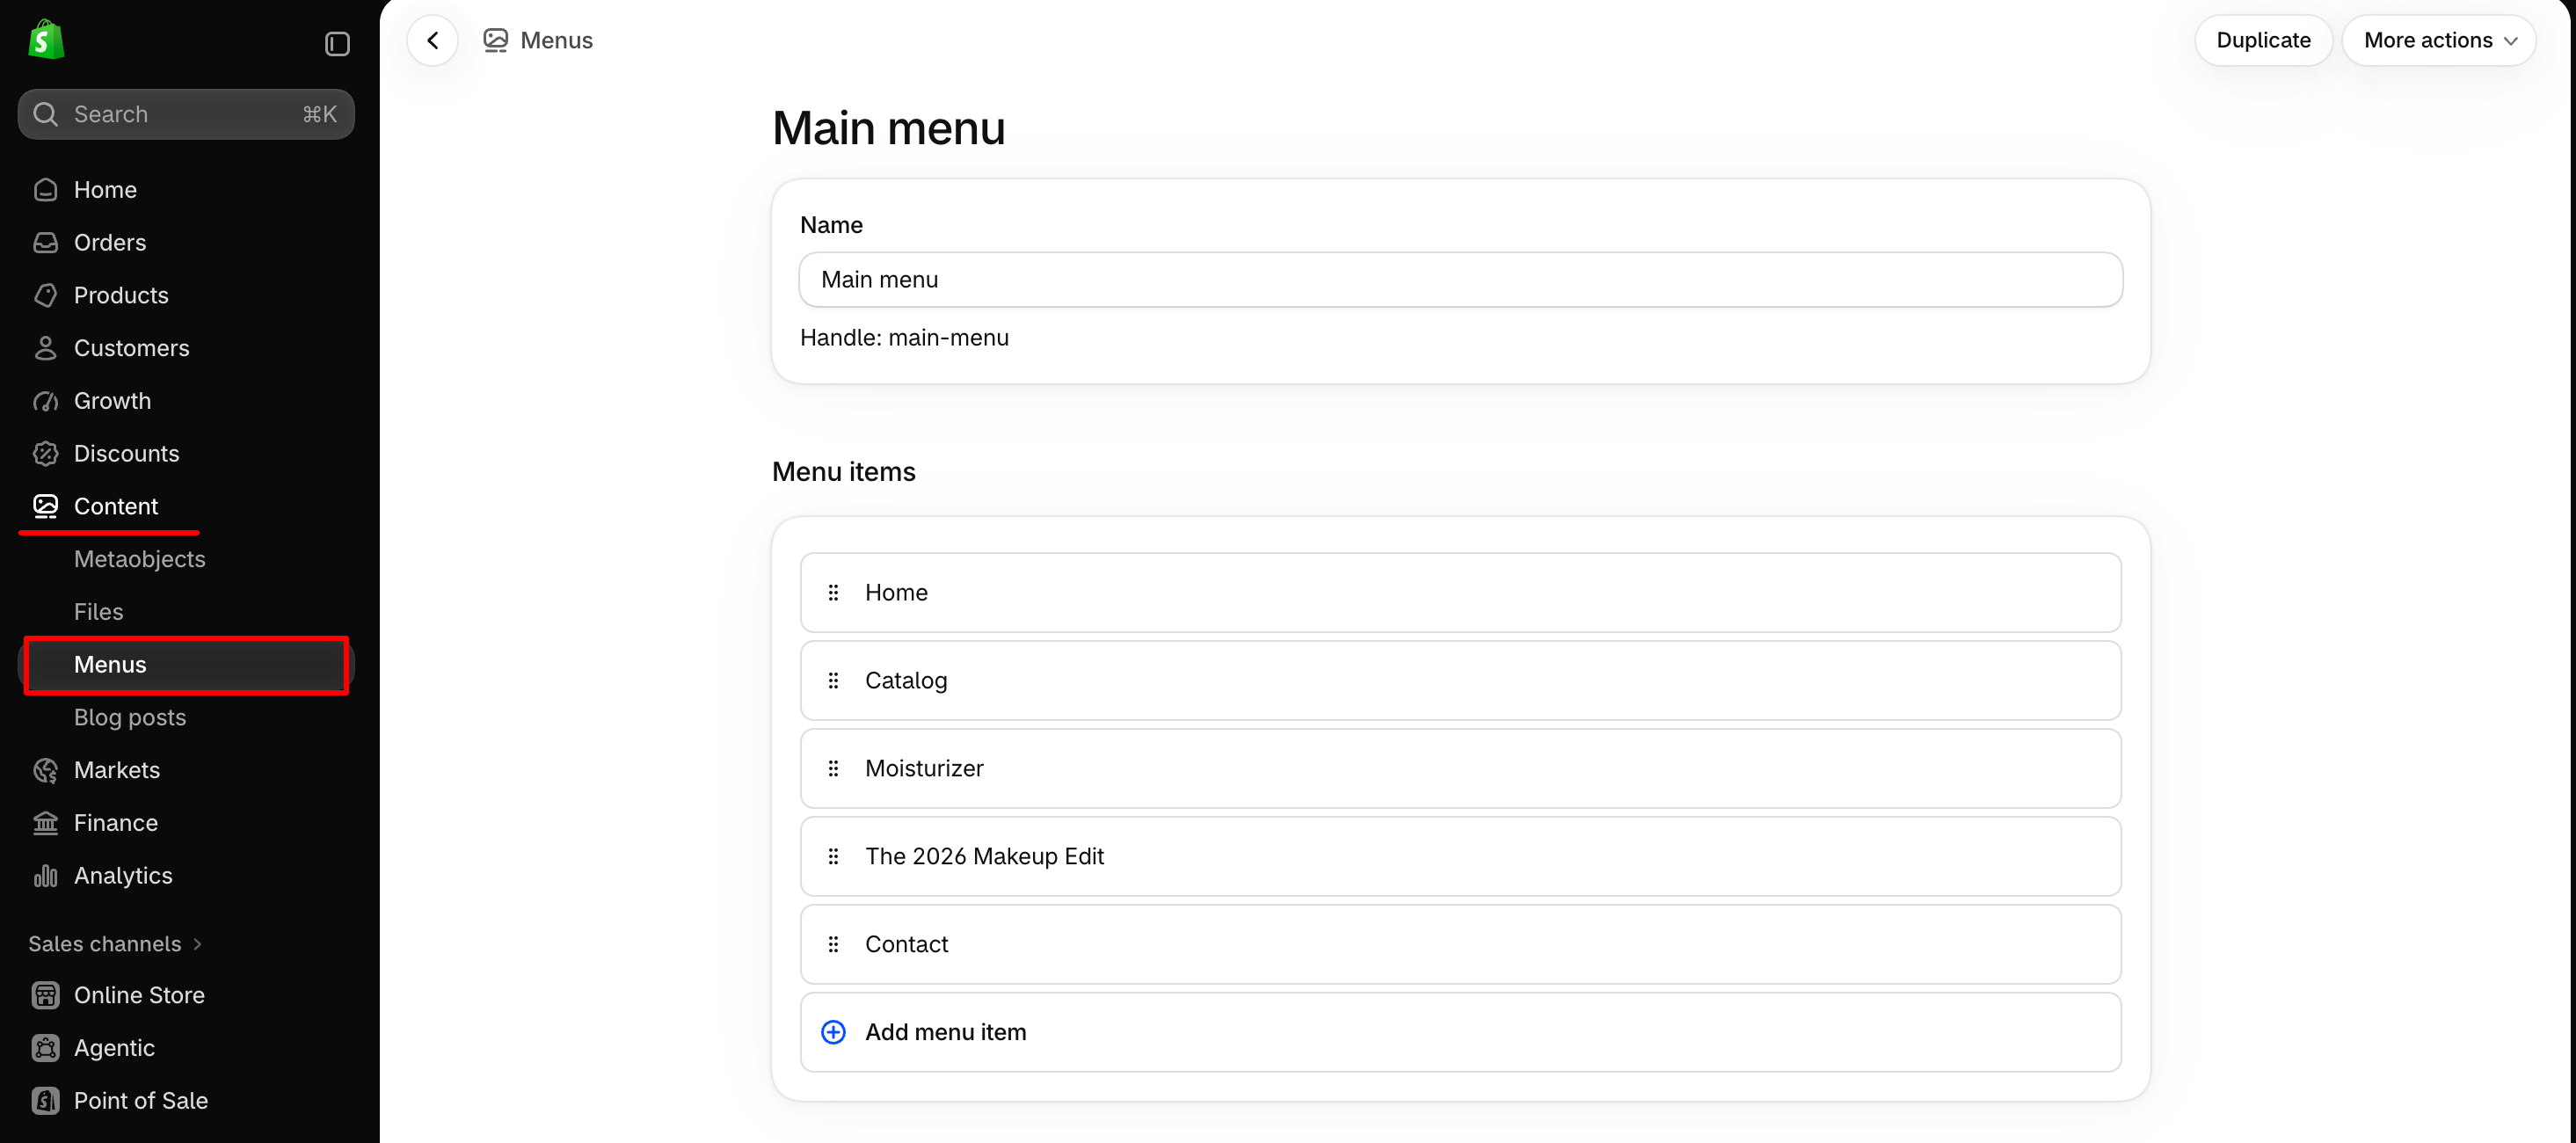 Search ⌘K
Home
Orders
Products
Customers
Growth
Discounts
Content
Metaobjects
Files
Menus
Blog posts
Markets
Finance
Analytics
Sales channels
Online Store
Agentic
Point of Sale
Menus
Duplicate
More actions
Main menu
Name
Main menu
Handle: main-menu
Menu items
Home
Catalog
Moisturizer
The 2026 Makeup Edit
Contact
Add menu item